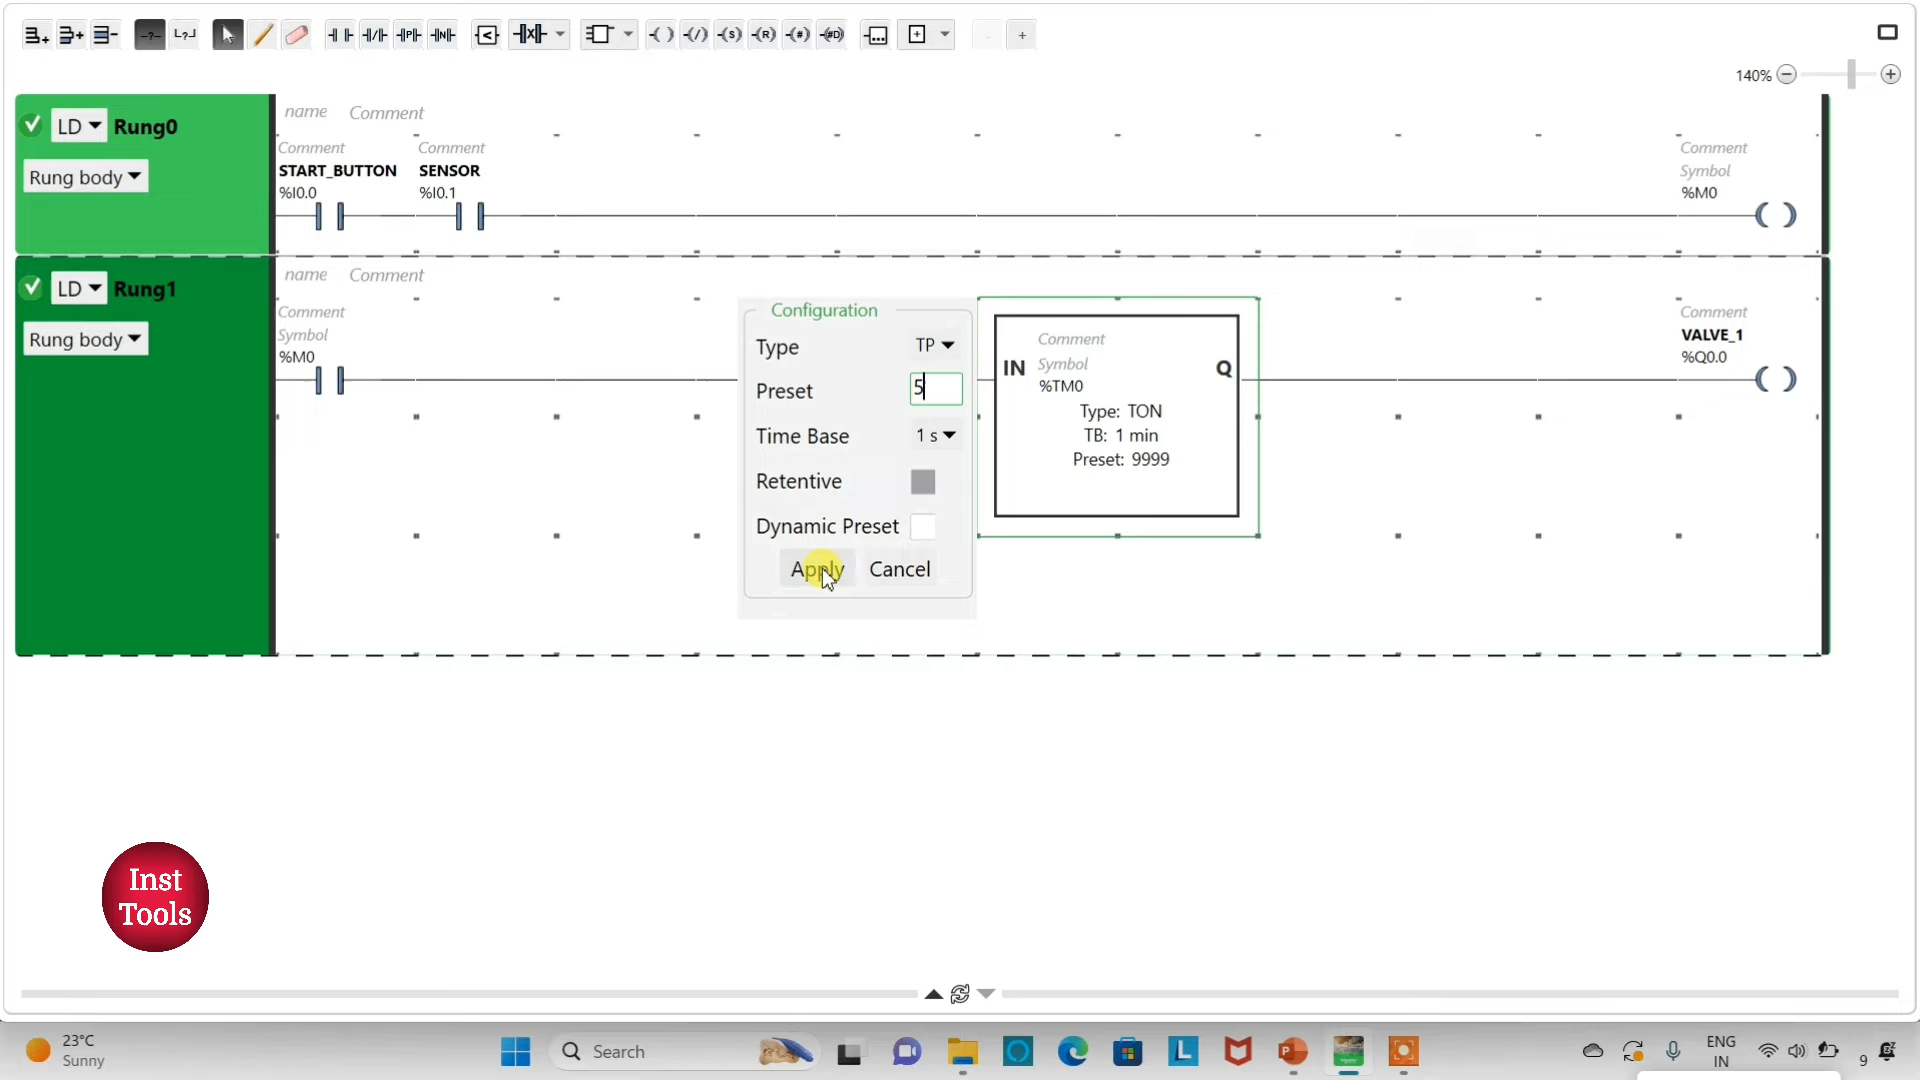 140%
LD Rung0
name Comment
Rung body
Comment Comment Comment
START_BUTTON SENSOR Symbol
%I0.0 %I0.1 %M0
LD Rung1
name Comment
Rung body
Comment
Symbol
%M0
Configuration
Type TP
Preset 5
Time Base 1 s
Retentive
Dynamic Preset
Apply Cancel
Comment
IN Symbol Q
%TM0
Type: TON
TB: 1 min
Preset: 9999
Comment
VALVE_1
%Q0.0
Inst
Tools
23°C
Sunny
Search
ENG
IN
9